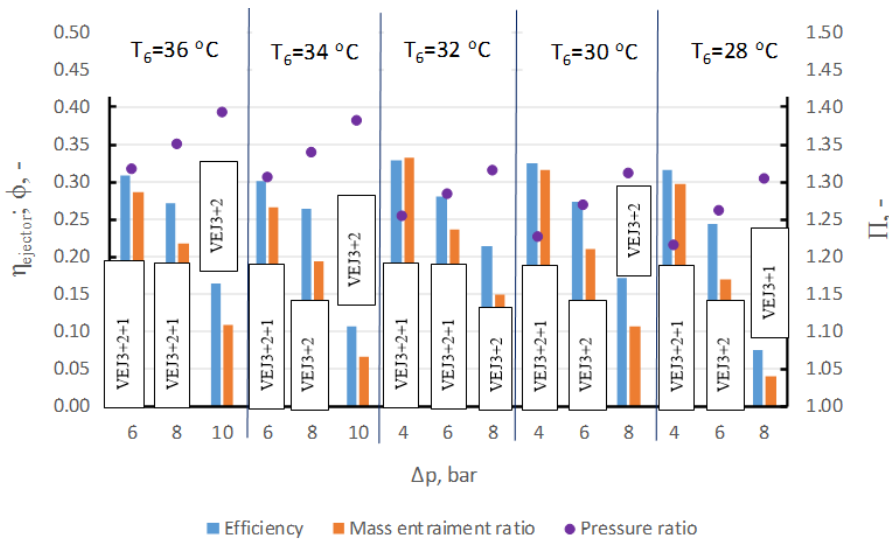 T6=36 °C T6=34 °C T6=32 °C T6=30 °C T6=28 °C
0.50
0.45
0.40
0.35
0.30
0.25
0.20
0.15
0.10
0.05
0.00
ηejector; ϕ, -
1.50
1.45
1.40
1.35
1.30
1.25
1.20
1.15
1.10
1.05
1.00
Π, -
VEJ3+2+1
VEJ3+2+1
VEJ3+2
VEJ3+2+1
VEJ3+2
VEJ3+2
VEJ3+2+1
VEJ3+2+1
VEJ3+2
VEJ3+2+1
VEJ3+2
VEJ3+2
VEJ3+2+1
VEJ3+2
VEJ3+1
6 8 10 6 8 10 4 6 8 4 6 8 4 6 8
Δp, bar
Efficiency Mass entraiment ratio Pressure ratio